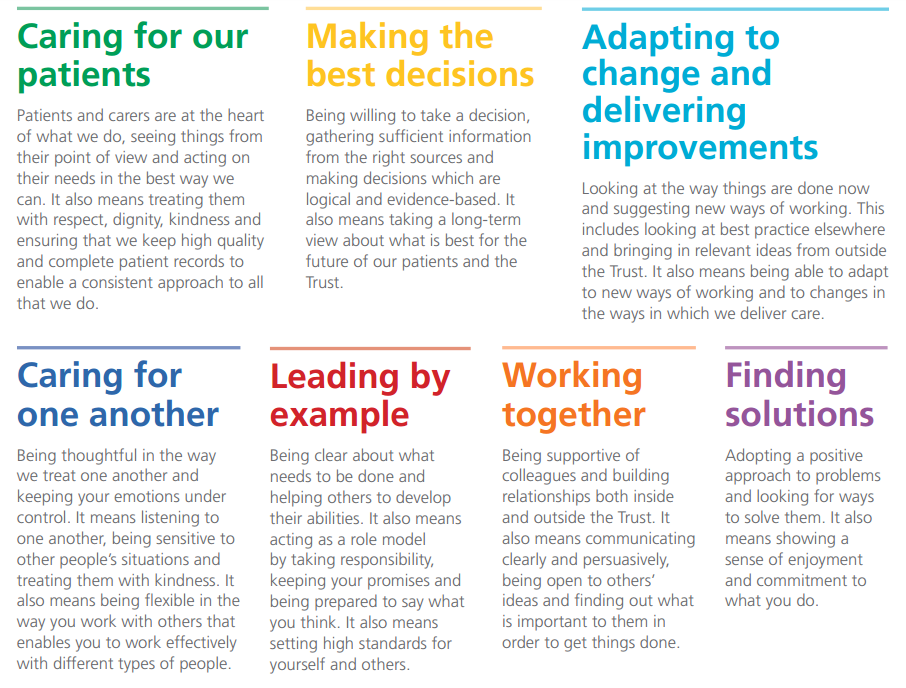 Caring for our
patients
Patients and carers are at the heart
of what we do, seeing things from
their point of view and acting on
their needs in the best way we
can. It also means treating them
with respect, dignity, kindness and
ensuring that we keep high quality
and complete patient records to
enable a consistent approach to all
that we do.
Making the
best decisions
Being willing to take a decision,
gathering sufficient information
from the right sources and
making decisions which are
logical and evidence-based. It
also means taking a long-term
view about what is best for the
future of our patients and the
Trust.
Adapting to
change and
delivering
improvements
Looking at the way things are done now
and suggesting new ways of working. This
includes looking at best practice elsewhere
and bringing in relevant ideas from outside
the Trust. It also means being able to adapt
to new ways of working and to changes in
the ways in which we deliver care.
Caring for
one another
Being thoughtful in the way
we treat one another and
keeping your emotions under
control. It means listening to
one another, being sensitive to
other people's situations and
treating them with kindness. It
also means being flexible in the
way you work with others that
enables you to work effectively
with different types of people.
Leading by
example
Being clear about what
needs to be done and
helping others to develop
their abilities. It also means
acting as a role model
by taking responsibility,
keeping your promises and
being prepared to say what
you think. It also means
setting high standards for
yourself and others.
Working
together
Being supportive of
colleagues and building
relationships both inside
and outside the Trust. It
also means communicating
clearly and persuasively,
being open to others'
ideas and finding out what
is important to them in
order to get things done.
Finding
solutions
Adopting a positive
approach to problems
and looking for ways
to solve them. It also
means showing a
sense of enjoyment
and commitment to
what you do.